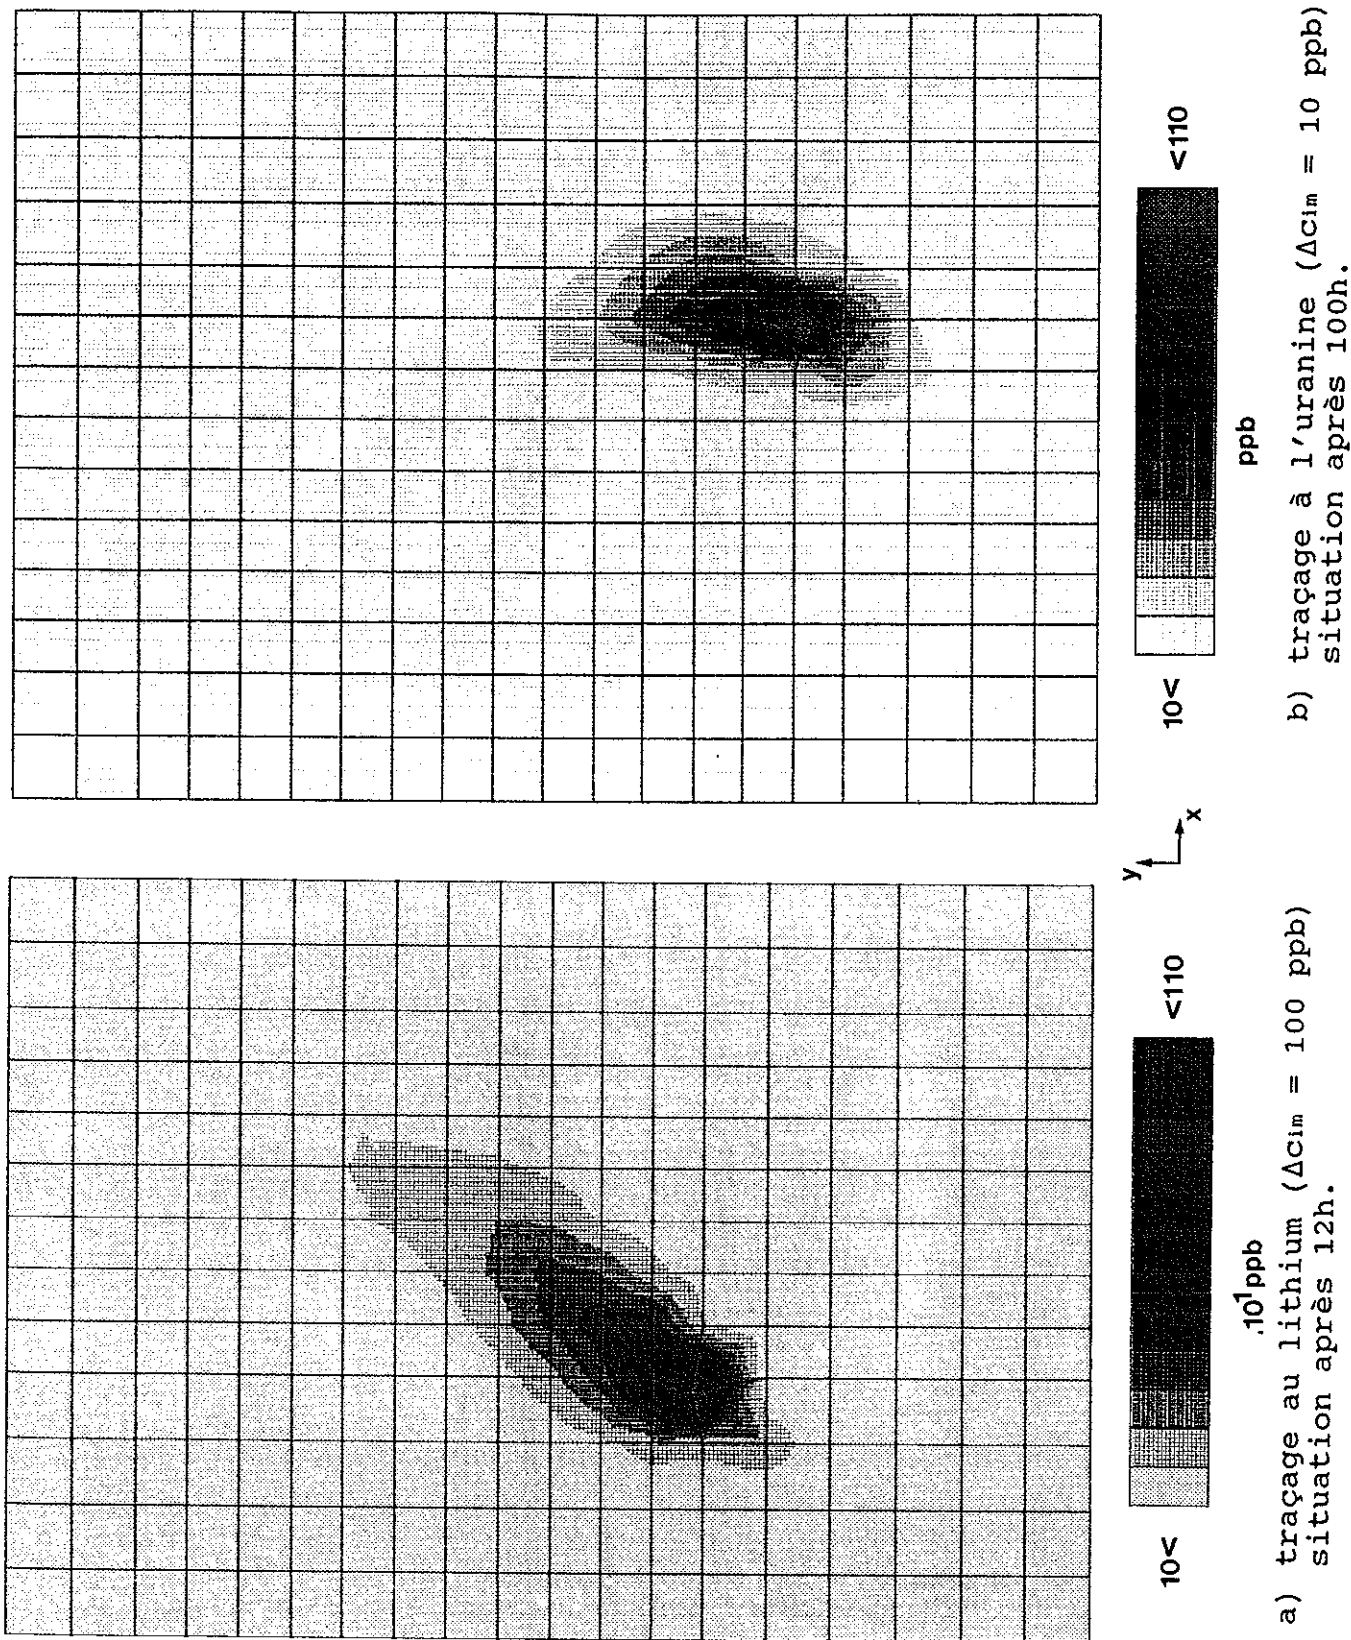 10<
<110
.10¹ppb
a) traçage au lithium (Δcim = 100 ppb)
situation après 12h.
y
x
10<
<110
ppb
b) traçage à l'uranine (Δcim = 10 ppb)
situation après 100h.